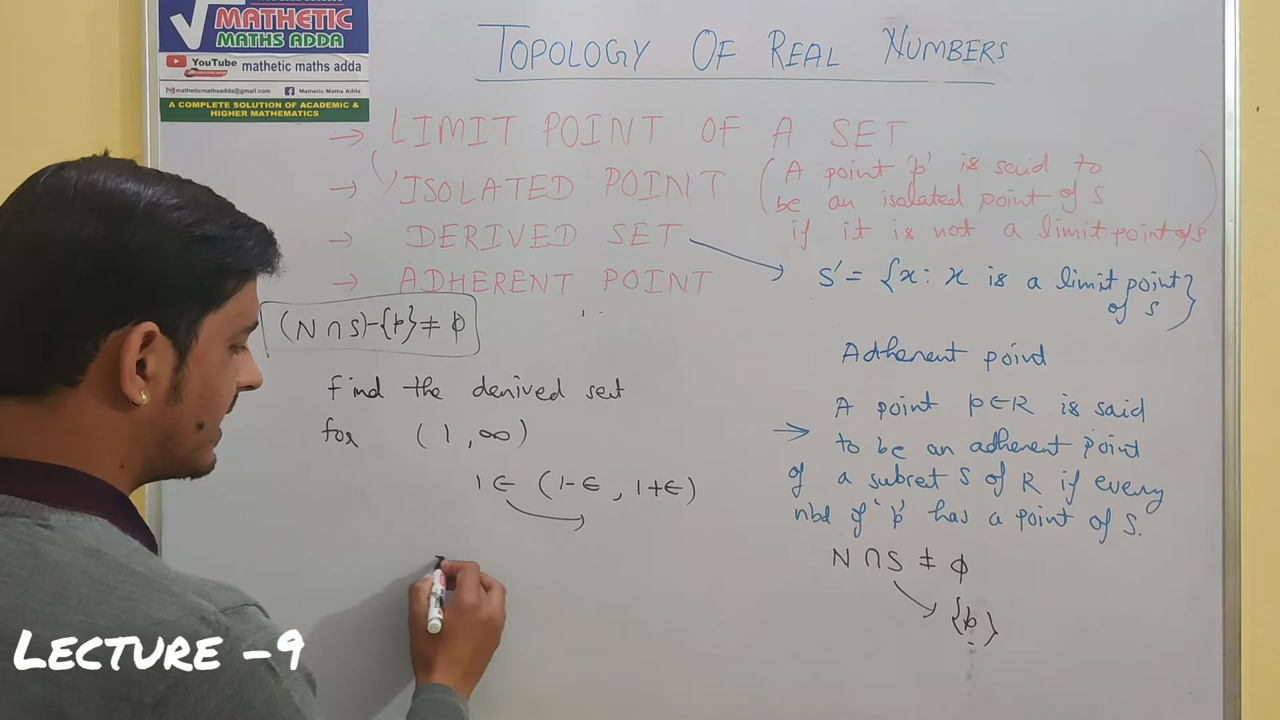 MATHETIC
MATHS ADDA
YouTube mathetic maths adda
matheticmathsadda@gmail.com Mathetic Maths Adda
A COMPLETE SOLUTION OF ACADEMIC &
HIGHER MATHEMATICS
TOPOLOGY OF REAL NUMBERS
→ LIMIT POINT OF A SET
→ ISOLATED POINT
(A point 'p' is said to
be an isolated point of S
if it is not a limit point of S)
→ DERIVED SET
S' = {x : x is a limit point
of S}
→ ADHERENT POINT
(N ∩ S) - {p} ≠ ϕ
find the derived set
for (1, ∞)
1 ∈ (1-ϵ, 1+ϵ)
Adherent point
→ A point p ∈ R is said
to be an adherent point
of a subset S of R if every
nbd of 'p' has a point of S.
N ∩ S ≠ ϕ
{p}
LECTURE -9